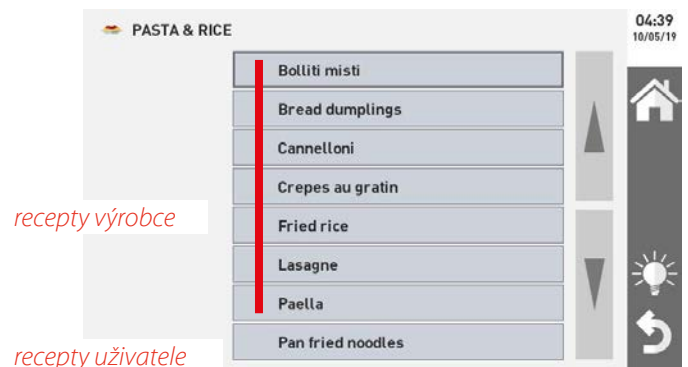 PASTA & RICE
04:39
10/05/19
Bolliti misti
Bread dumplings
Cannelloni
Crepes au gratin
recepty výrobce
Fried rice
Lasagne
Paella
Pan fried noodles
recepty uživatele